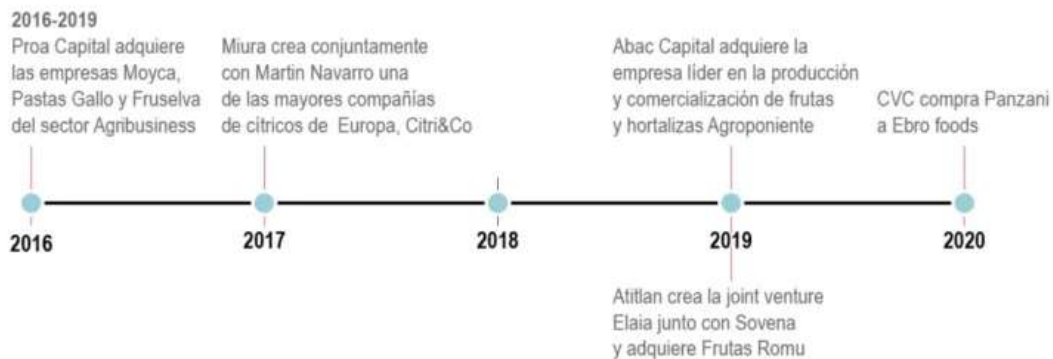 2016-2019
Proa Capital adquiere
las empresas Moyca,
Pastas Gallo y Fruselva
del sector Agribusiness
Miura crea conjuntamente
con Martin Navarro una
de las mayores compañías
de cítricos de Europa, Citri&Co
Abac Capital adquiere la
empresa líder en la producción
y comercialización de frutas
y hortalizas Agroponiente
CVC compra Panzani
a Ebro foods
2016
2017
2018
2019
2020
Atitlan crea la joint venture
Elaia junto con Sovena
y adquiere Frutas Romu